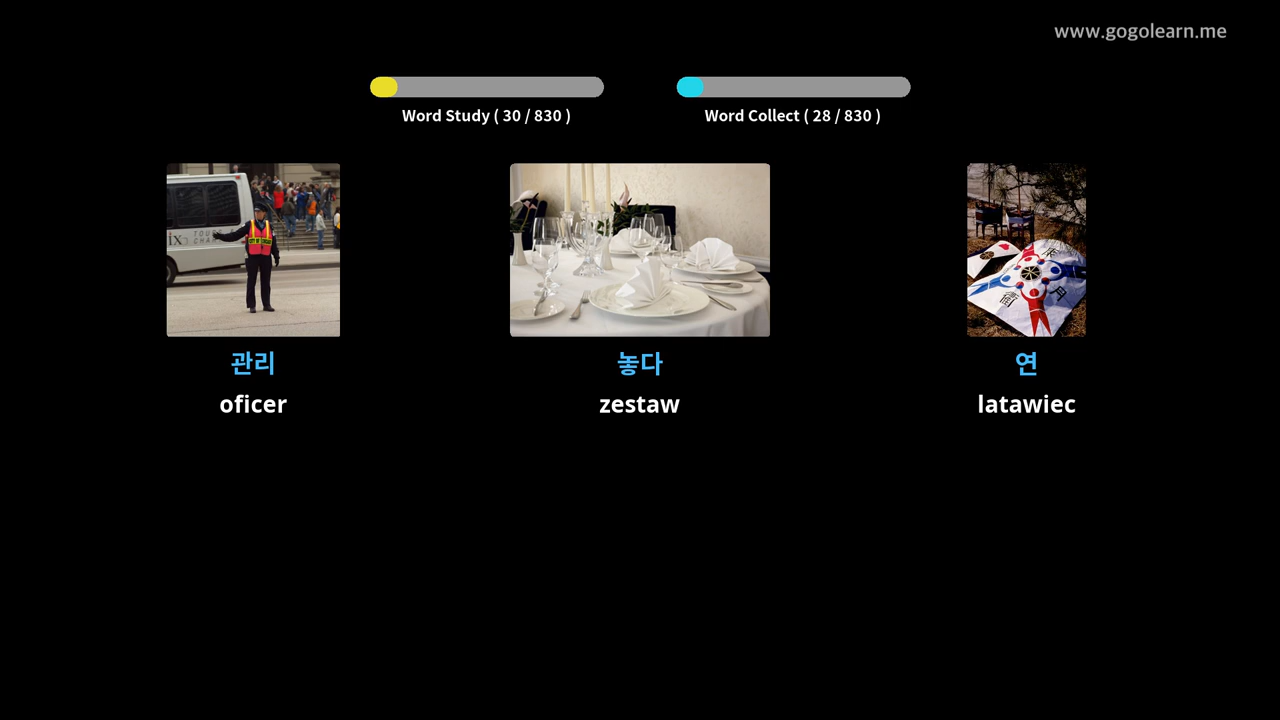 www.gogolearn.me
Word Study ( 30 / 830 )
Word Collect ( 28 / 830 )
관리
놓다
연
oficer
zestaw
latawiec